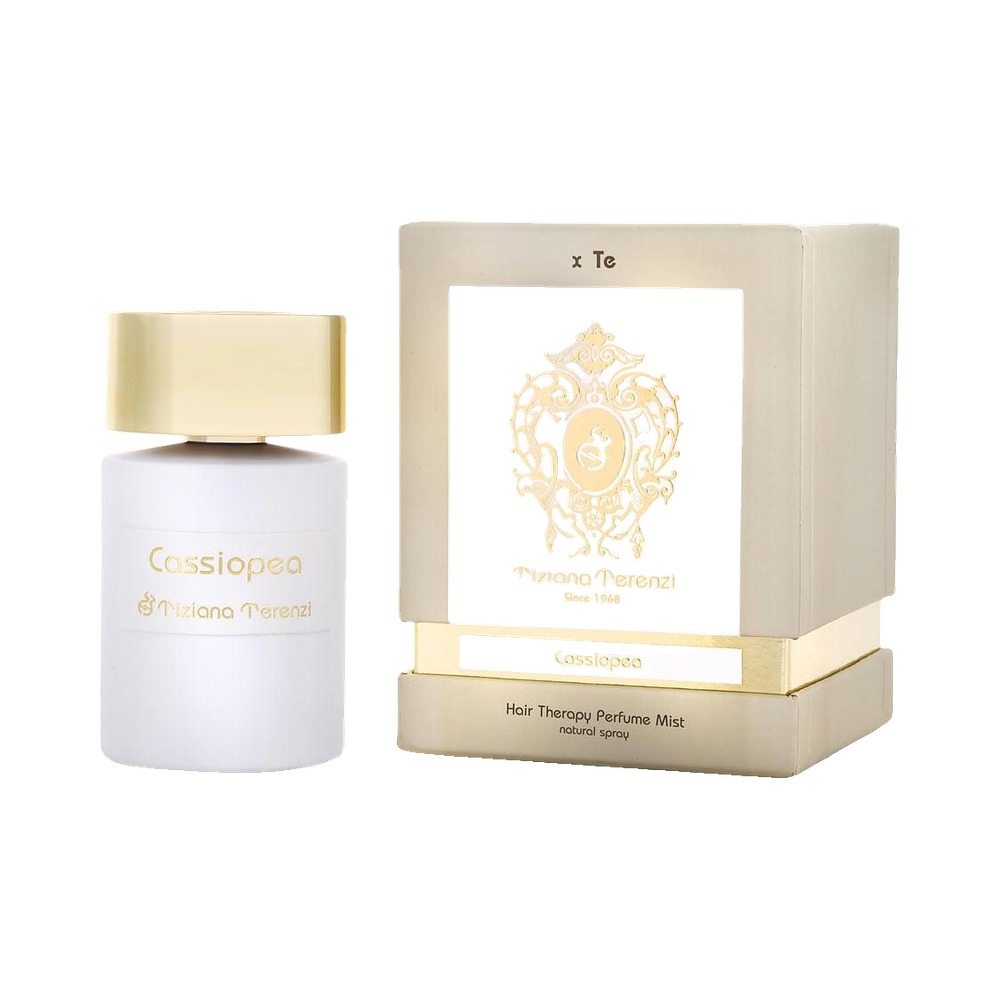 Cassiopea
Tiziana Terenzi
x Te
Tiziana Terenzi
Since 1968
Cassiopea
Hair Therapy Perfume Mist
natural spray